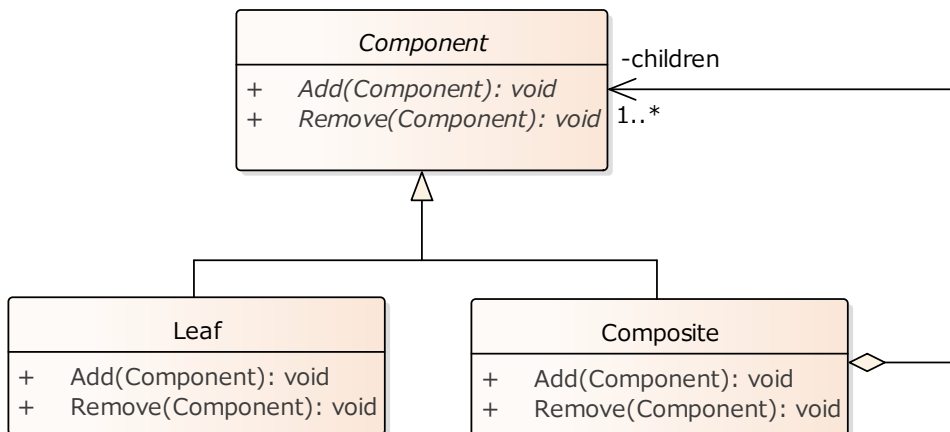 Component
+ Add(Component): void
+ Remove(Component): void
-children
1..*
Leaf
+ Add(Component): void
+ Remove(Component): void
Composite
+ Add(Component): void
+ Remove(Component): void